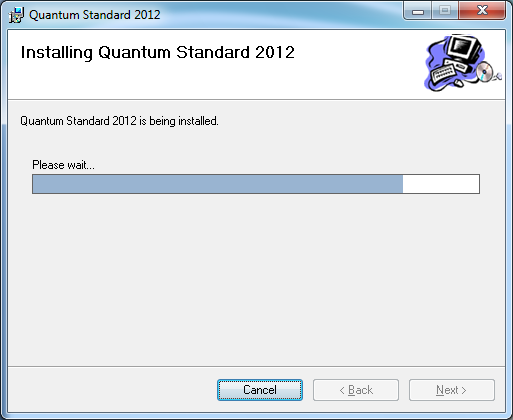 Quantum Standard 2012
Installing Quantum Standard 2012
Quantum Standard 2012 is being installed.
Please wait...
Cancel
< Back
Next >